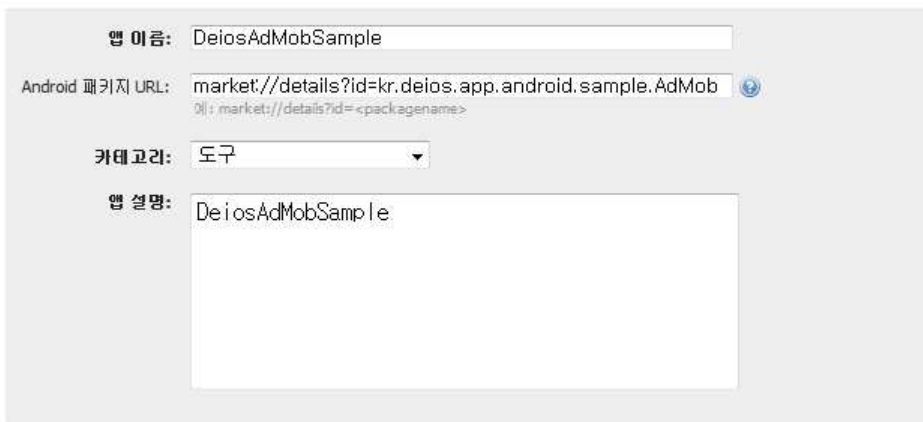 앱 이름: DeiosAdMobSample
Android 패키지 URL: market://details?id=kr.deios.app.android.sample.AdMob
예: market://details?id=<packagename>
카테고리: 도구
앱 설명: DeiosAdMobSample